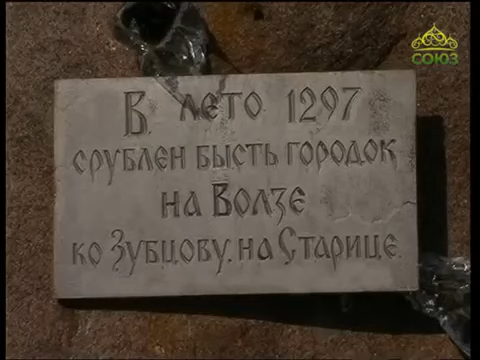 СОЮЗ
В лето 1297
срублен бысть городок
на Волзе
ко Зубцову, на Старице.